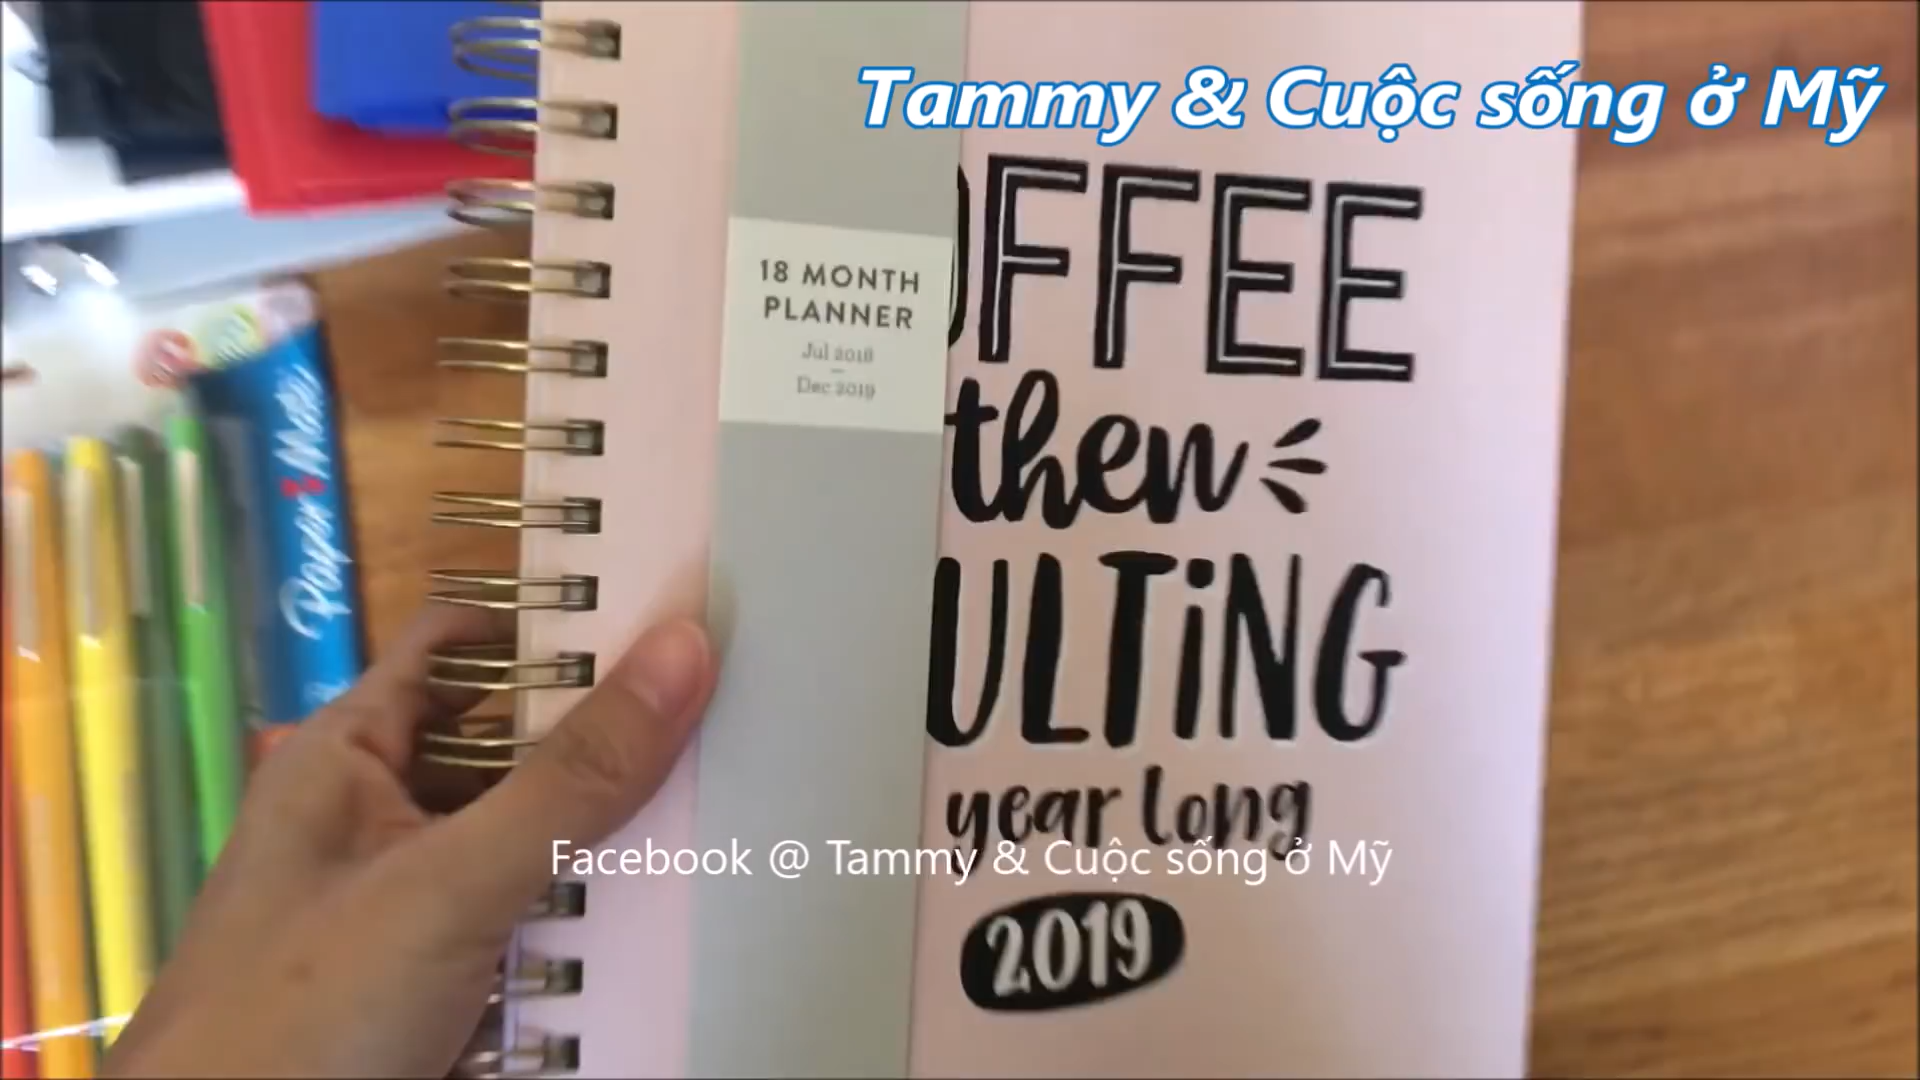 Tammy & Cuộc sống ở Mỹ
OFFEE
18 MONTH
PLANNER
Jul 2018
–
Dec 2019
then
ULTiNG
year long
Facebook @ Tammy & Cuộc sống ở Mỹ
2019
Paper Mate